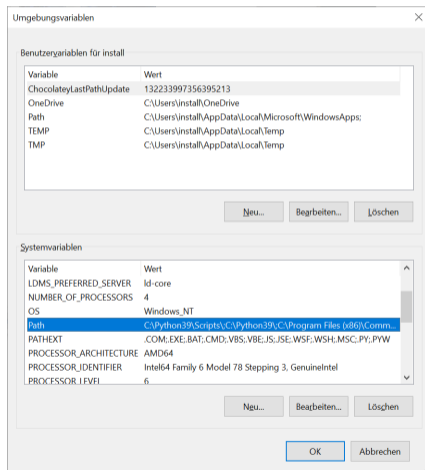 Umgebungsvariablen
Benutzervariablen für install
Variable Wert
ChocolateyLastPathUpdate 132233997356395213
OneDrive C:\Users\install\OneDrive
Path C:\Users\install\AppData\Local\Microsoft\WindowsApps;
TEMP C:\Users\install\AppData\Local\Temp
TMP C:\Users\install\AppData\Local\Temp
Neu... Bearbeiten... Löschen
Systemvariablen
Variable Wert
LDMS_PREFERRED_SERVER ld-core
NUMBER_OF_PROCESSORS 4
OS Windows_NT
Path C:\Python39\Scripts\;C:\Python39\;C:\Program Files (x86)\Comm...
PATHEXT .COM;.EXE;.BAT;.CMD;.VBS;.VBE;.JS;.JSE;.WSF;.WSH;.MSC;.PY;.PYW
PROCESSOR_ARCHITECTURE AMD64
PROCESSOR_IDENTIFIER Intel64 Family 6 Model 78 Stepping 3, GenuineIntel
PROCESSOR_LEVEL 6
Neu... Bearbeiten... Löschen
OK Abbrechen